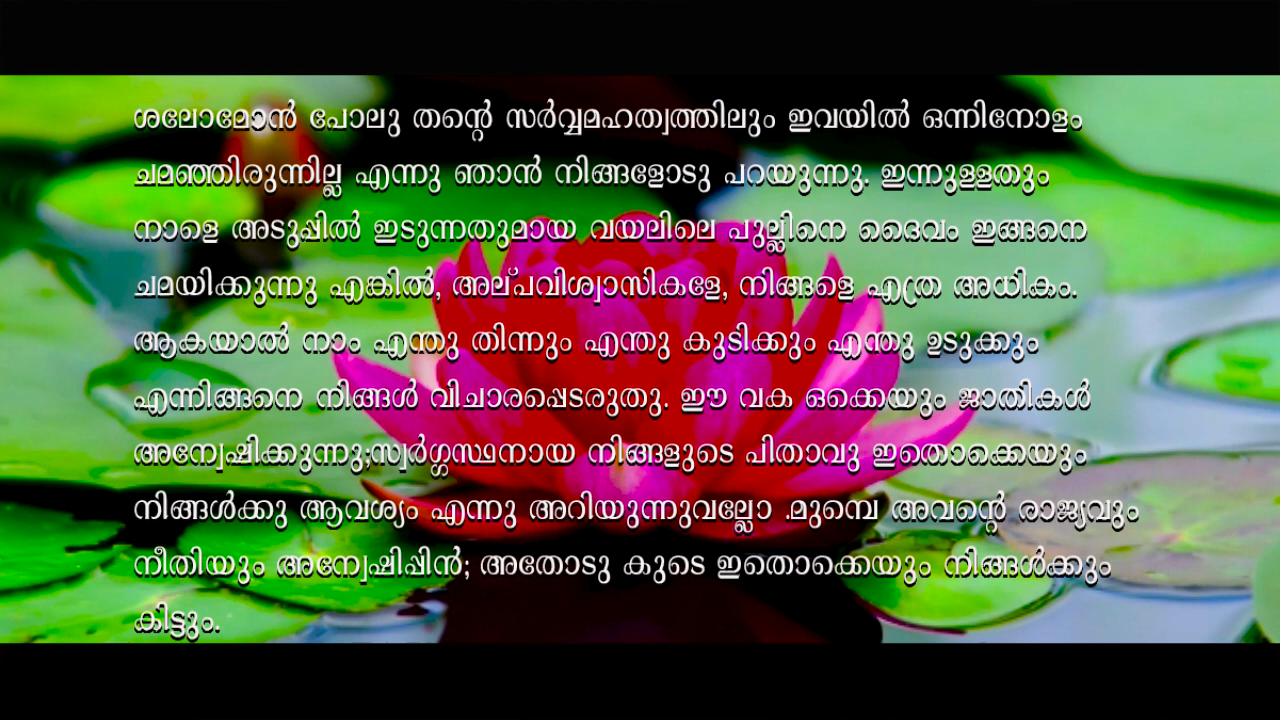 ശലോമോൻ പോലു തന്റെ സർവ്വമഹത്വത്തിലും ഇവയിൽ ഒന്നിനോളം
ചമഞ്ഞിരുന്നില്ല എന്നു ഞാൻ നിങ്ങളോടു പറയുന്നു. ഇന്നുള്ളതും
നാളെ അടുപ്പിൽ ഇടുന്നതുമായ വയലിലെ പുല്ലിനെ ദൈവം ഇങ്ങനെ
ചമയിക്കുന്നു എങ്കിൽ, അല്പവിശ്വാസികളേ, നിങ്ങളെ എത്ര അധികം.
ആകയാൽ നാം എന്തു തിന്നും എന്തു കുടിക്കും എന്തു ഉടുക്കും
എന്നിങ്ങനെ നിങ്ങൾ വിചാരപ്പെടരുതു. ഈ വക ഒക്കെയും ജാതികൾ
അന്വേഷിക്കുന്നു;സ്വർഗ്ഗസ്ഥനായ നിങ്ങളുടെ പിതാവു ഇതൊക്കെയും
നിങ്ങൾക്കു ആവശ്യം എന്നു അറിയുന്നുവല്ലോ .മുമ്പെ അവന്റെ രാജ്യവും
നീതിയും അന്വേഷിപ്പിൻ; അതോടു കുടെ ഇതൊക്കെയും നിങ്ങൾക്കും
കിട്ടും.